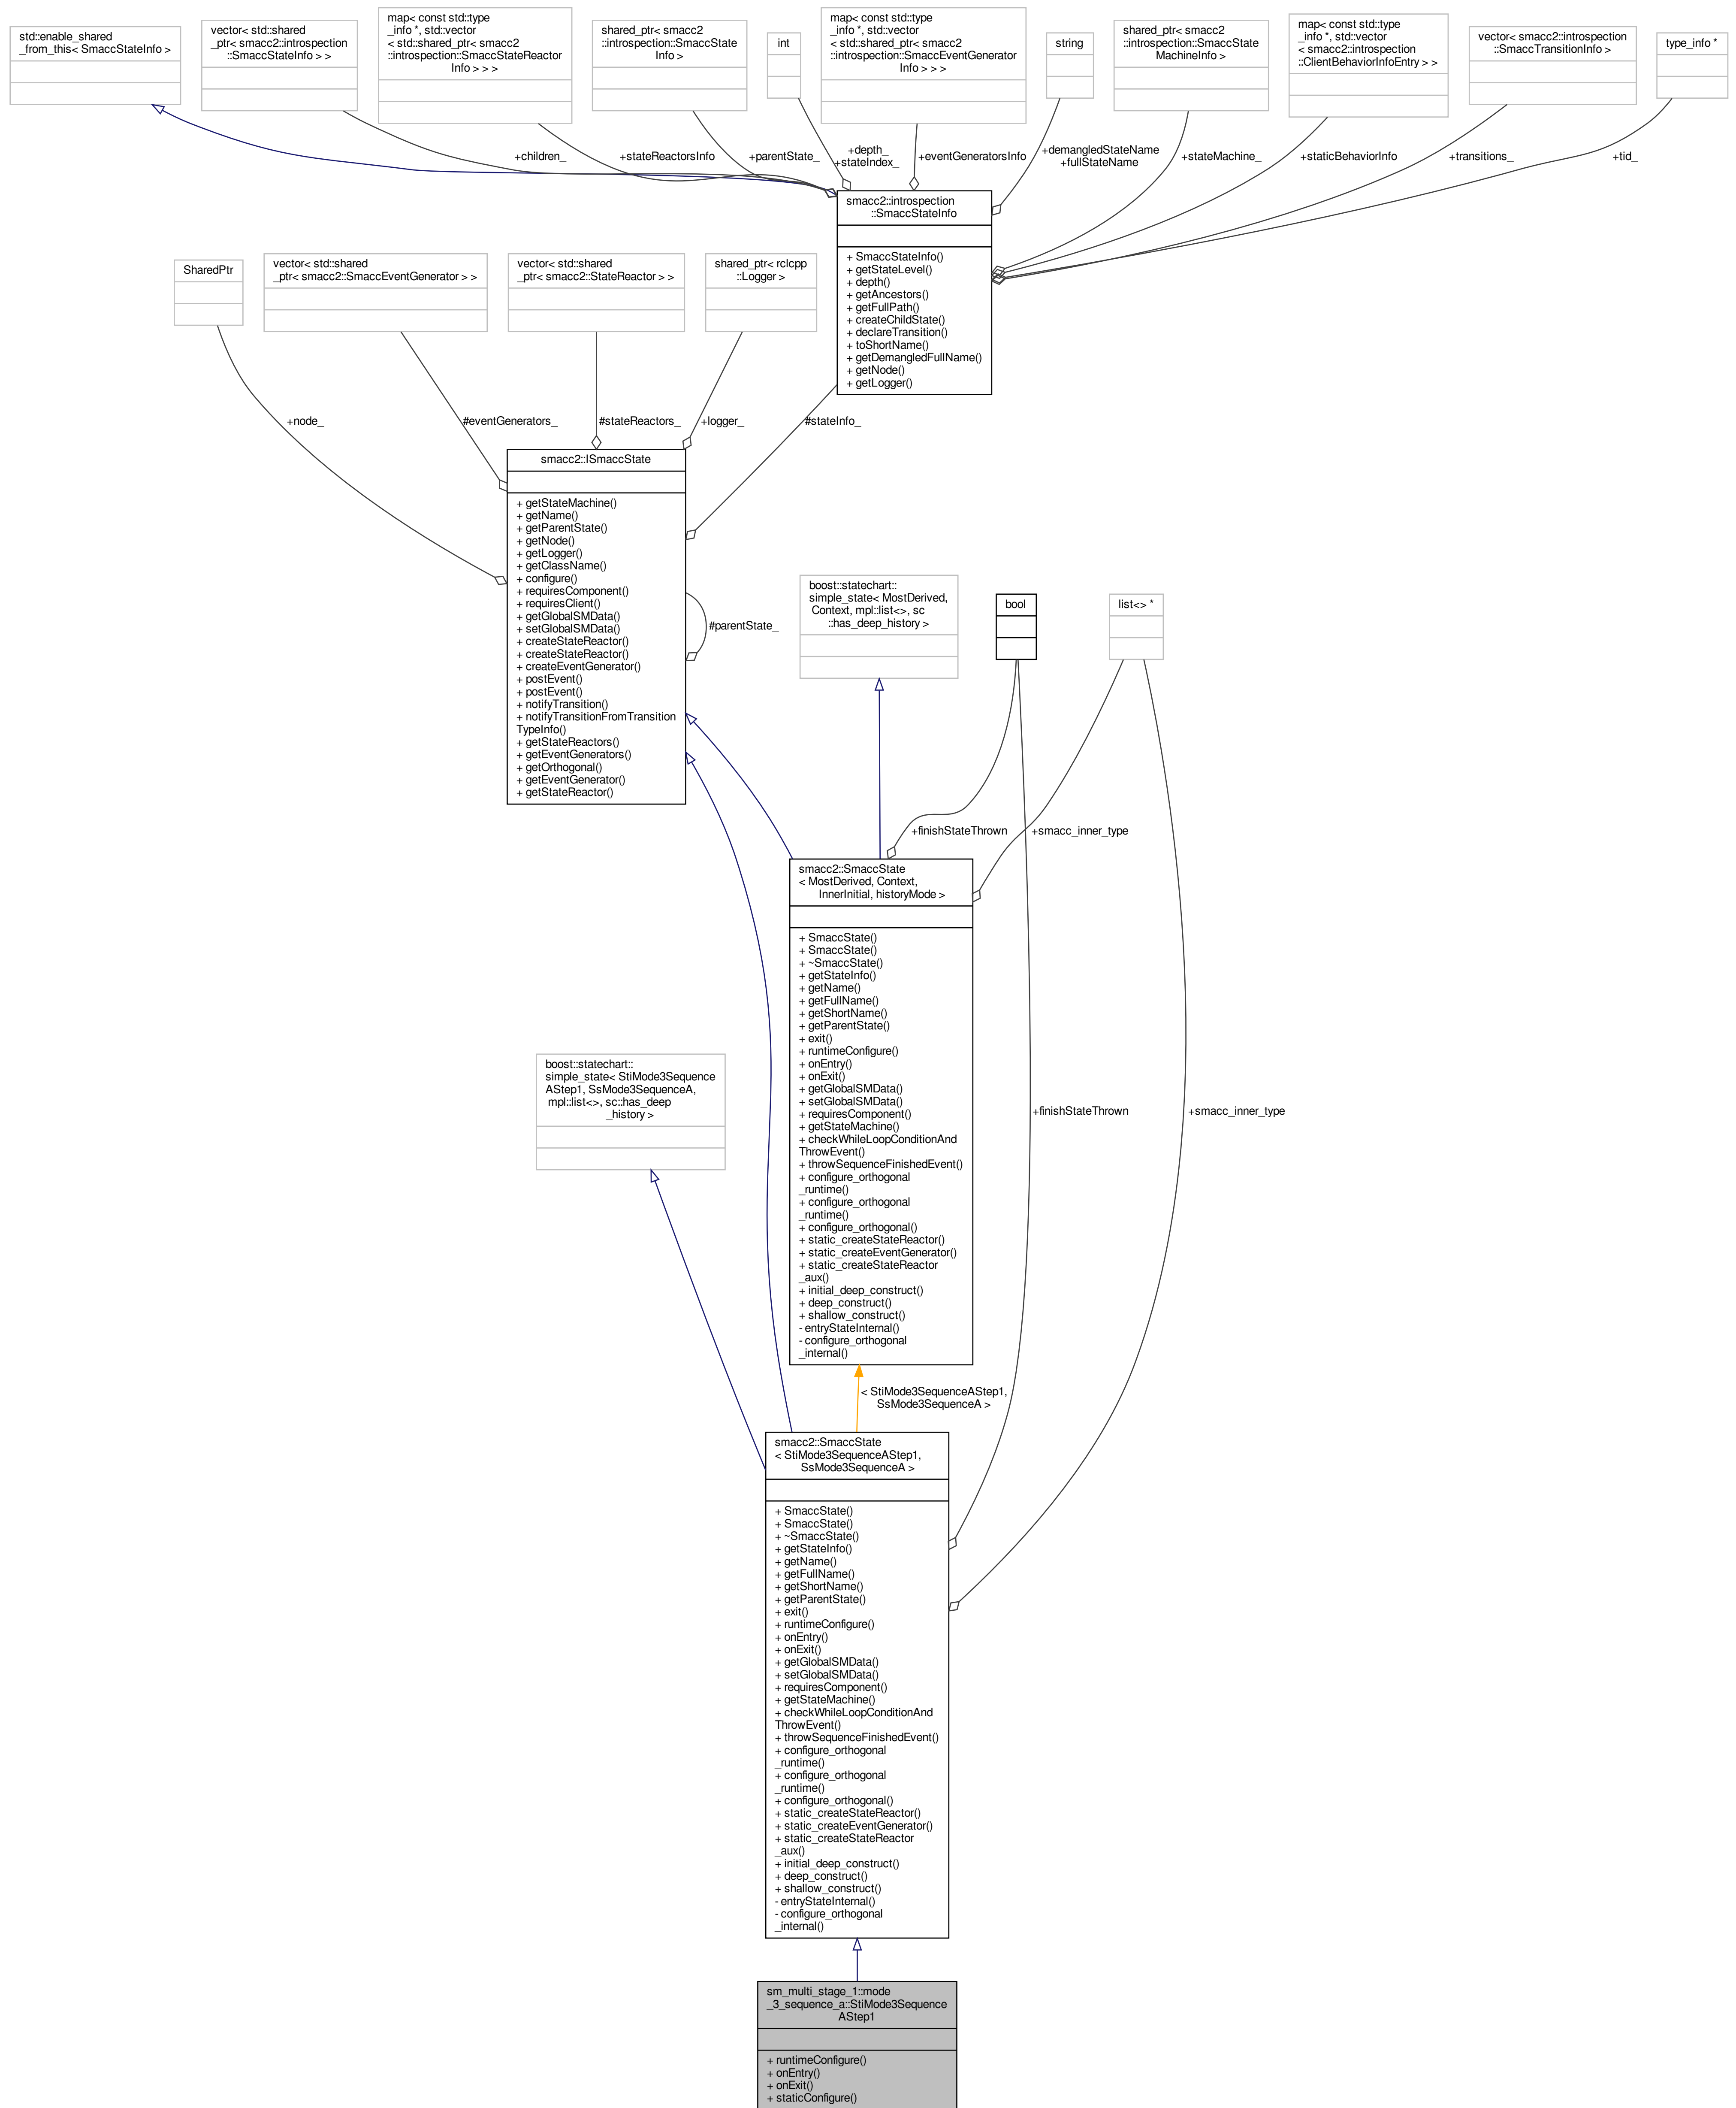 std::enable_shared
_from_this< SmaccStateInfo >
vector< std::shared
_ptr< smacc2::introspection
::SmaccStateInfo > >
map< const std::type
_info *, std::vector
< std::shared_ptr< smacc2
::introspection::SmaccStateReactor
Info > > >
shared_ptr< smacc2
::introspection::SmaccState
Info >
int
map< const std::type
_info *, std::vector
< std::shared_ptr< smacc2
::introspection::SmaccEventGenerator
Info > > >
string
shared_ptr< smacc2
::introspection::SmaccState
MachineInfo >
map< const std::type
_info *, std::vector
< smacc2::introspection
::ClientBehaviorInfoEntry > >
vector< smacc2::introspection
::SmaccTransitionInfo >
type_info *
+children_
+stateReactorsInfo
+parentState_
+depth_
+stateIndex_
+eventGeneratorsInfo
+demangledStateName
+fullStateName
+stateMachine_
+staticBehaviorInfo
+transitions_
+tid_
smacc2::introspection
::SmaccStateInfo
+ SmaccStateInfo()
+ getStateLevel()
+ depth()
+ getAncestors()
+ getFullPath()
+ createChildState()
+ declareTransition()
+ toShortName()
+ getDemangledFullName()
+ getNode()
+ getLogger()
SharedPtr
vector< std::shared
_ptr< smacc2::SmaccEventGenerator > >
vector< std::shared
_ptr< smacc2::StateReactor > >
shared_ptr< rclcpp
::Logger >
+node_
#eventGenerators_
#stateReactors_
+logger_
#stateInfo_
smacc2::ISmaccState
+ getStateMachine()
+ getName()
+ getParentState()
+ getNode()
+ getLogger()
+ getClassName()
+ configure()
+ requiresComponent()
+ requiresClient()
+ getGlobalSMData()
+ setGlobalSMData()
+ createStateReactor()
+ createStateReactor()
+ createEventGenerator()
+ postEvent()
+ postEvent()
+ notifyTransition()
+ notifyTransitionFromTransition
TypeInfo()
+ getStateReactors()
+ getEventGenerators()
+ getOrthogonal()
+ getEventGenerator()
+ getStateReactor()
#parentState_
boost::statechart::
simple_state< MostDerived,
Context, mpl::list<>, sc
::has_deep_history >
bool
list<> *
+finishStateThrown
+smacc_inner_type
smacc2::SmaccState
< MostDerived, Context,
InnerInitial, historyMode >
+ SmaccState()
+ SmaccState()
+ ~SmaccState()
+ getStateInfo()
+ getName()
+ getFullName()
+ getShortName()
+ getParentState()
+ exit()
+ runtimeConfigure()
+ onEntry()
+ onExit()
+ getGlobalSMData()
+ setGlobalSMData()
+ requiresComponent()
+ getStateMachine()
+ checkWhileLoopConditionAnd
ThrowEvent()
+ throwSequenceFinishedEvent()
+ configure_orthogonal
_runtime()
+ configure_orthogonal
_runtime()
+ configure_orthogonal()
+ static_createStateReactor()
+ static_createEventGenerator()
+ static_createStateReactor
_aux()
+ initial_deep_construct()
+ deep_construct()
+ shallow_construct()
- entryStateInternal()
- configure_orthogonal
_internal()
boost::statechart::
simple_state< StiMode3Sequence
AStep1, SsMode3SequenceA,
mpl::list<>, sc::has_deep
_history >
+finishStateThrown
+smacc_inner_type
< StiMode3SequenceAStep1,
SsMode3SequenceA >
smacc2::SmaccState
< StiMode3SequenceAStep1,
SsMode3SequenceA >
+ SmaccState()
+ SmaccState()
+ ~SmaccState()
+ getStateInfo()
+ getName()
+ getFullName()
+ getShortName()
+ getParentState()
+ exit()
+ runtimeConfigure()
+ onEntry()
+ onExit()
+ getGlobalSMData()
+ setGlobalSMData()
+ requiresComponent()
+ getStateMachine()
+ checkWhileLoopConditionAnd
ThrowEvent()
+ throwSequenceFinishedEvent()
+ configure_orthogonal
_runtime()
+ configure_orthogonal
_runtime()
+ configure_orthogonal()
+ static_createStateReactor()
+ static_createEventGenerator()
+ static_createStateReactor
_aux()
+ initial_deep_construct()
+ deep_construct()
+ shallow_construct()
- entryStateInternal()
- configure_orthogonal
_internal()
sm_multi_stage_1::mode
_3_sequence_a::StiMode3Sequence
AStep1
+ runtimeConfigure()
+ onEntry()
+ onExit()
+ staticConfigure()